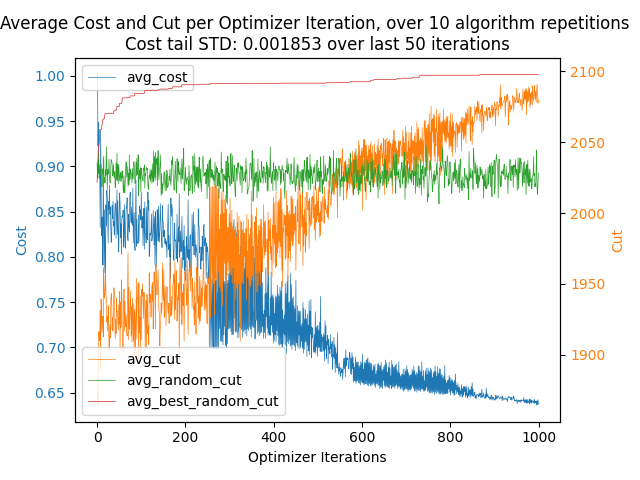 Average Cost and Cut per Optimizer Iteration, over 10 algorithm repetitions
Cost tail STD: 0.001853 over last 50 iterations
avg_cost
1.00
0.95
0.90
0.85
0.80
0.75
0.70
0.65
Cost
2100
2050
2000
1950
1900
Cut
avg_cut
avg_random_cut
avg_best_random_cut
0
200
400
600
800
1000
Optimizer Iterations